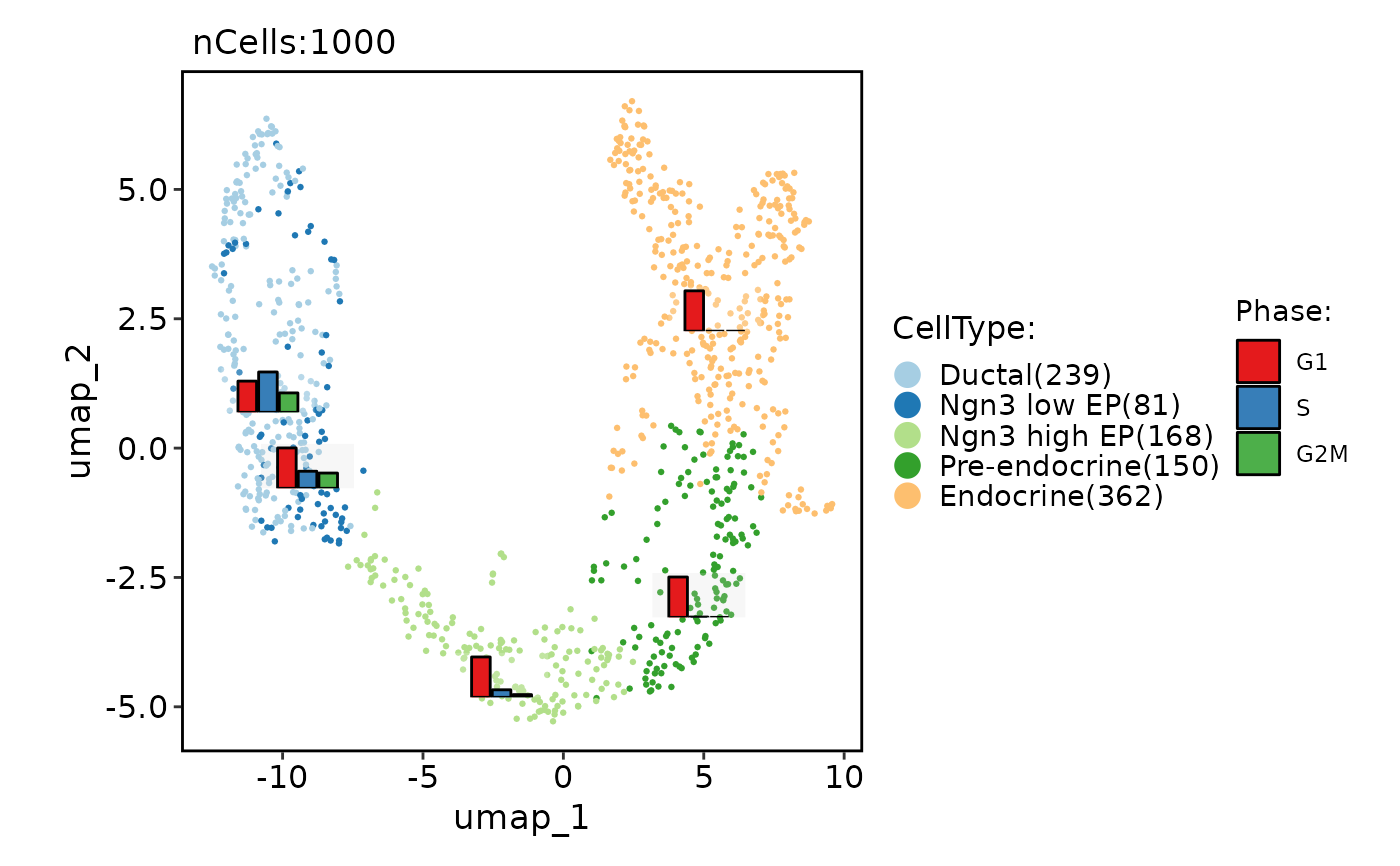 nCells:1000
umap_2
5.0
2.5
0.0
-2.5
-5.0
-10
-5
0
5
10
umap_1
CellType:
Ductal(239)
Ngn3 low EP(81)
Ngn3 high EP(168)
Pre-endocrine(150)
Endocrine(362)
Phase:
G1
S
G2M